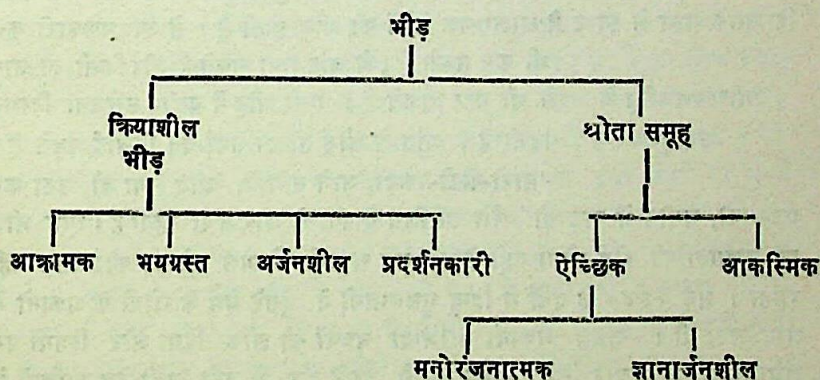 भीड़
क्रियाशील
भीड़
श्रोता समूह
आक्रामक भयग्रस्त अर्जनशील प्रदर्शनकारी ऐच्छिक आकस्मिक
मनोरंजनात्मक ज्ञानार्जनशील